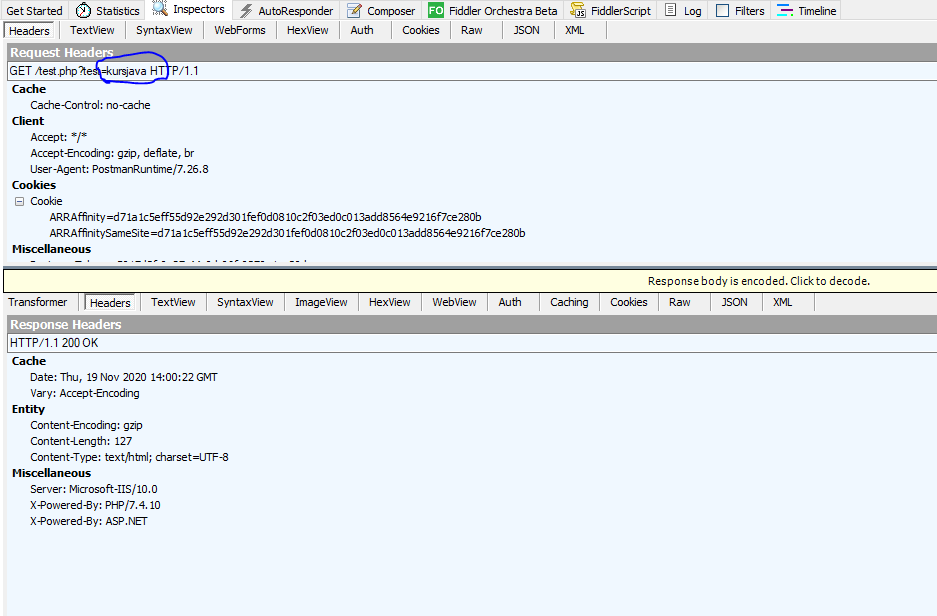 Get Started Statistics Inspectors AutoResponder Composer FO Fiddler Orchestra Beta FiddlerScript Log Filters Timeline
Headers TextView SyntaxView WebForms HexView Auth Cookies Raw JSON XML
Request Headers
GET /test.php?test=kursjava HTTP/1.1
Cache
Cache-Control: no-cache
Client
Accept: */*
Accept-Encoding: gzip, deflate, br
User-Agent: PostmanRuntime/7.26.8
Cookies
Cookie
ARRAffinity=d71a1c5eff55d92e292d301fef0d0810c2f03ed0c013add8564e9216f7ce280b
ARRAffinitySameSite=d71a1c5eff55d92e292d301fef0d0810c2f03ed0c013add8564e9216f7ce280b
Miscellaneous
Response body is encoded. Click to decode.
Transformer Headers TextView SyntaxView ImageView HexView WebView Auth Caching Cookies Raw JSON XML
Response Headers
HTTP/1.1 200 OK
Cache
Date: Thu, 19 Nov 2020 14:00:22 GMT
Vary: Accept-Encoding
Entity
Content-Encoding: gzip
Content-Length: 127
Content-Type: text/html; charset=UTF-8
Miscellaneous
Server: Microsoft-IIS/10.0
X-Powered-By: PHP/7.4.10
X-Powered-By: ASP.NET